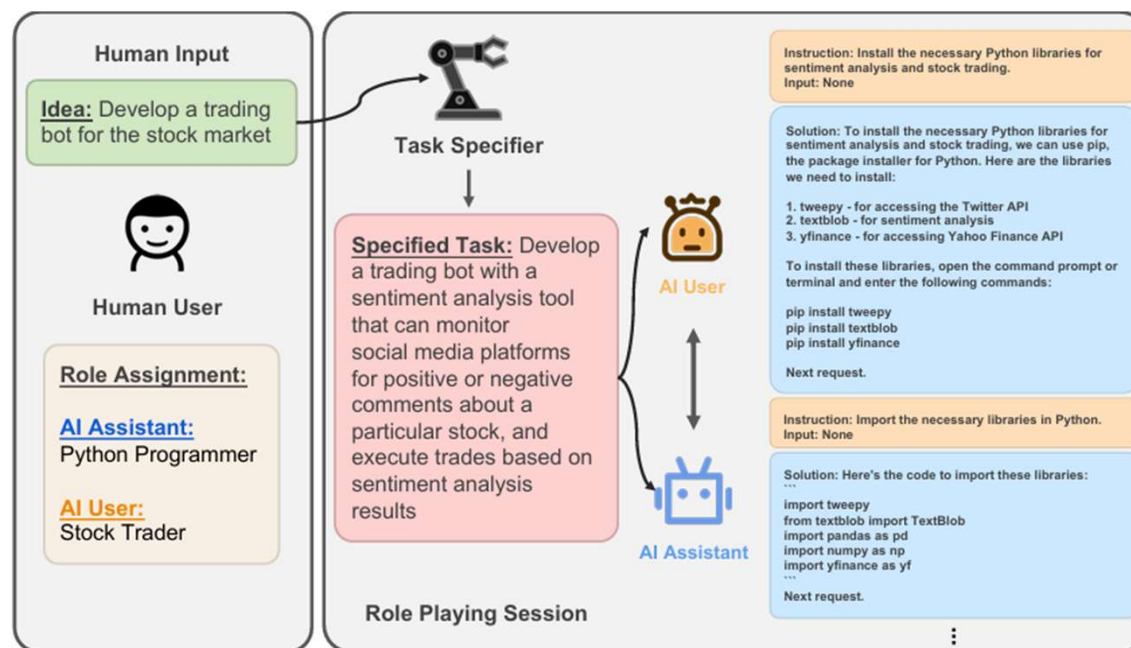 Human Input
Idea: Develop a trading
bot for the stock market
Human User
Role Assignment:
AI Assistant:
Python Programmer
AI User:
Stock Trader
Task Specifier
Specified Task: Develop
a trading bot with a
sentiment analysis tool
that can monitor
social media platforms
for positive or negative
comments about a
particular stock, and
execute trades based on
sentiment analysis
results
AI User
AI Assistant
Role Playing Session
Instruction: Install the necessary Python libraries for
sentiment analysis and stock trading.
Input: None
Solution: To install the necessary Python libraries for
sentiment analysis and stock trading, we can use pip,
the package installer for Python. Here are the libraries
we need to install:
1. tweepy - for accessing the Twitter API
2. textblob - for sentiment analysis
3. yfinance - for accessing Yahoo Finance API
To install these libraries, open the command prompt or
terminal and enter the following commands:
pip install tweepy
pip install textblob
pip install yfinance
Next request.
Instruction: Import the necessary libraries in Python.
Input: None
Solution: Here's the code to import these libraries:
```
import tweepy
from textblob import TextBlob
import pandas as pd
import numpy as np
import yfinance as yf
```
Next request.